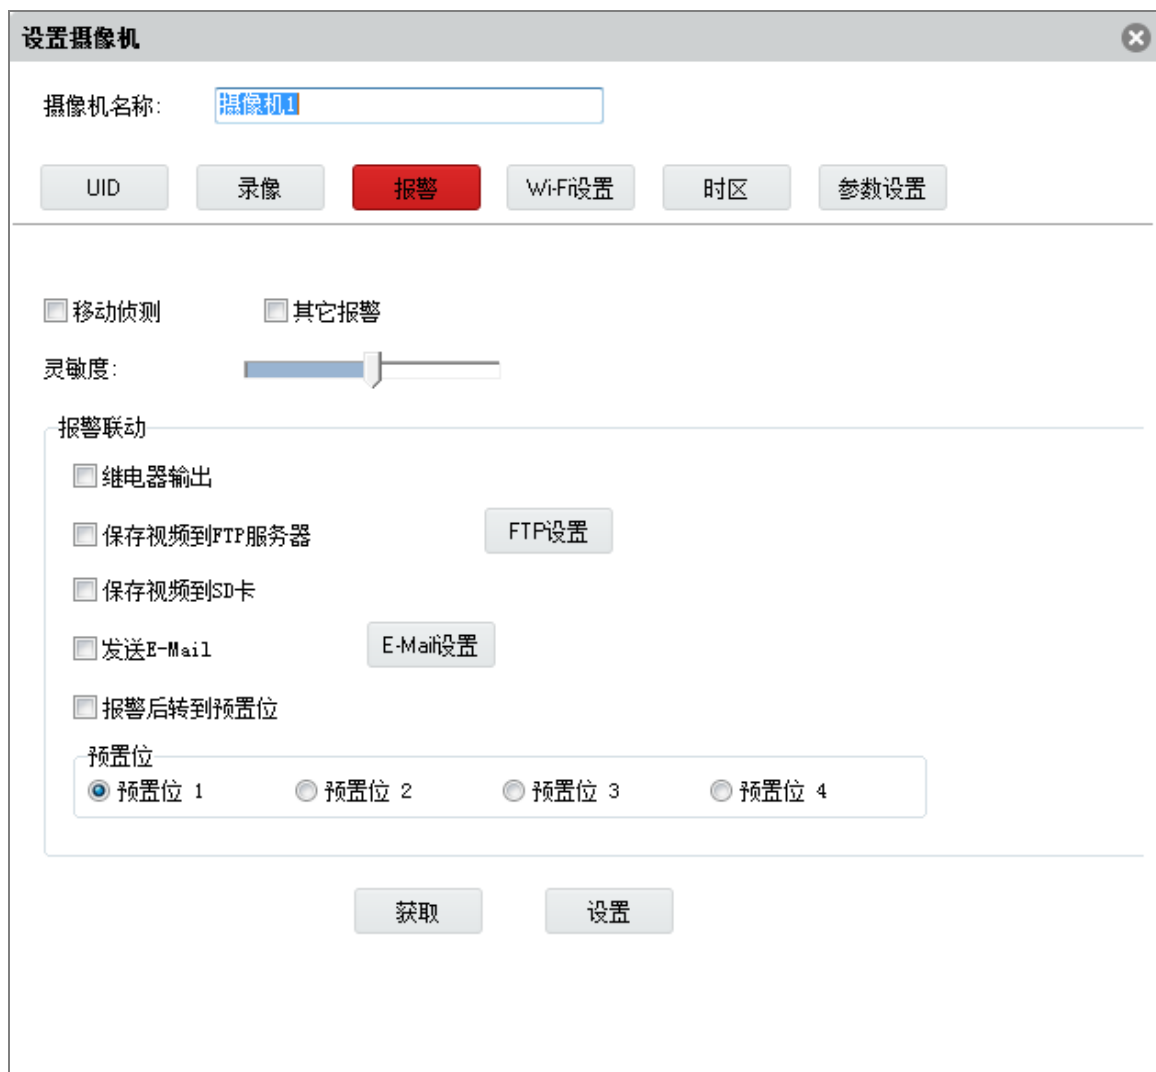 设置摄像机
摄像机名称: 摄像机1
UID 录像 报警 Wi-Fi设置 时区 参数设置
移动侦测 其它报警
灵敏度:
报警联动
继电器输出
保存视频到FTP服务器 FTP设置
保存视频到SD卡
发送E-Mail E-Mail设置
报警后转到预置位
预置位
预置位 1 预置位 2 预置位 3 预置位 4
获取 设置